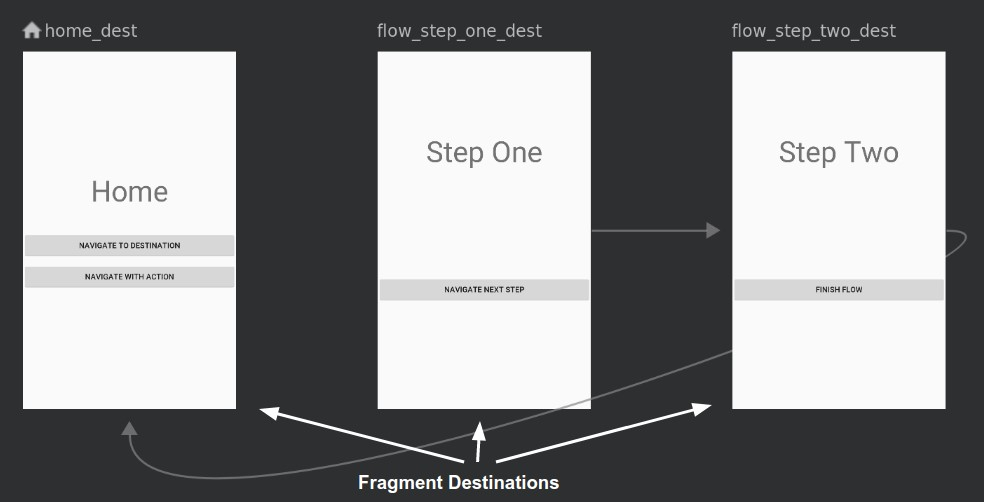 home_dest
flow_step_one_dest
flow_step_two_dest
Home
NAVIGATE TO DESTINATION
NAVIGATE WITH ACTION
Step One
NAVIGATE NEXT STEP
Step Two
FINISH FLOW
Fragment Destinations